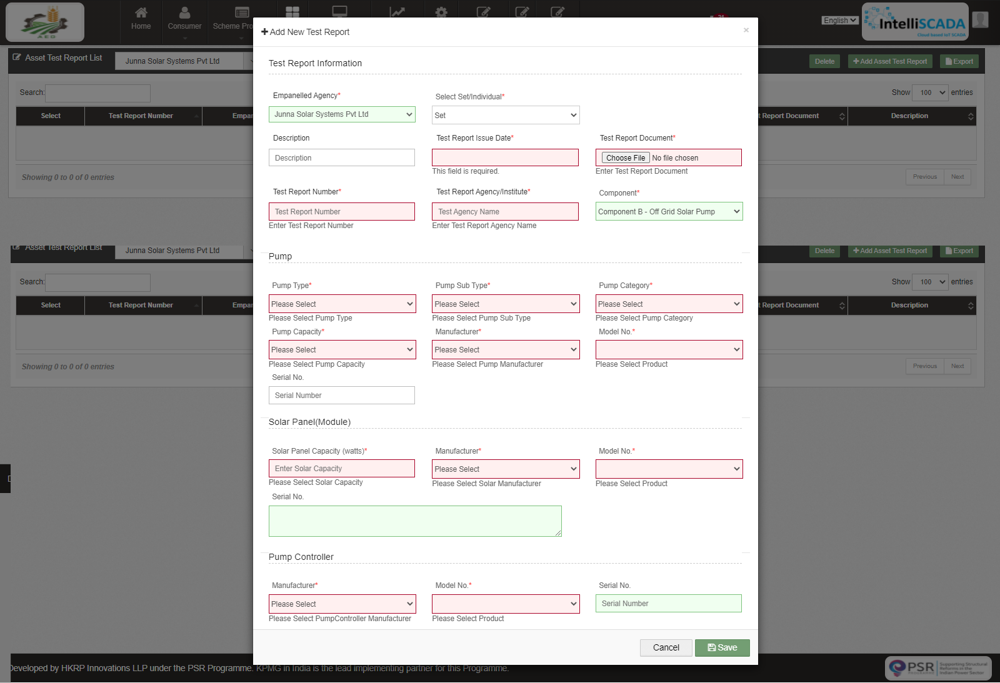 AED
Home
Consumer
Scheme Pro
21
English
IntelliSCADA
Cloud based IoT SCADA
Asset Test Report List
Junna Solar Systems Pvt Ltd
Delete
Add Asset Test Report
Export
Search:
Show 100 entries
Select
Test Report Number
Empa
t Report Document
Description
Showing 0 to 0 of 0 entries
Previous
Next
Add New Test Report
×
Test Report Information
Empanelled Agency*
Select Set/Individual*
Junna Solar Systems Pvt Ltd
Set
Description
Test Report Issue Date*
Test Report Document*
Description
Choose File No file chosen
This field is required.
Enter Test Report Document
Test Report Number*
Test Report Agency/Institute*
Component*
Test Report Number
Test Agency Name
Component B - Off Grid Solar Pump
Enter Test Report Number
Enter Test Report Agency Name
Pump
Pump Type*
Pump Sub Type*
Pump Category*
Please Select
Please Select
Please Select
Please Select Pump Type
Please Select Pump Sub Type
Please Select Pump Category
Pump Capacity*
Manufacturer*
Model No.*
Please Select
Please Select
Please Select Pump Capacity
Please Select Pump Manufacturer
Please Select Product
Serial No.
Serial Number
Solar Panel(Module)
Solar Panel Capacity (watts)*
Manufacturer*
Model No.*
Enter Solar Capacity
Please Select
Please Select Solar Capacity
Please Select Solar Manufacturer
Please Select Product
Serial No.
Pump Controller
Manufacturer*
Model No.*
Serial No.
Please Select
Serial Number
Please Select PumpController Manufacturer
Please Select Product
Cancel
Save
Asset Test Report List
Junna Solar Systems Pvt Ltd
Delete
Add Asset Test Report
Export
Search:
Show 100 entries
Select
Test Report Number
Empa
t Report Document
Description
Showing 0 to 0 of 0 entries
Previous
Next
Developed by HKRP Innovations LLP under the PSR Programme. KPMG in India is the lead implementing partner for this Programme.
PSR
PROGRAMME
Supporting Structural
Reforms in the
Indian Power Sector